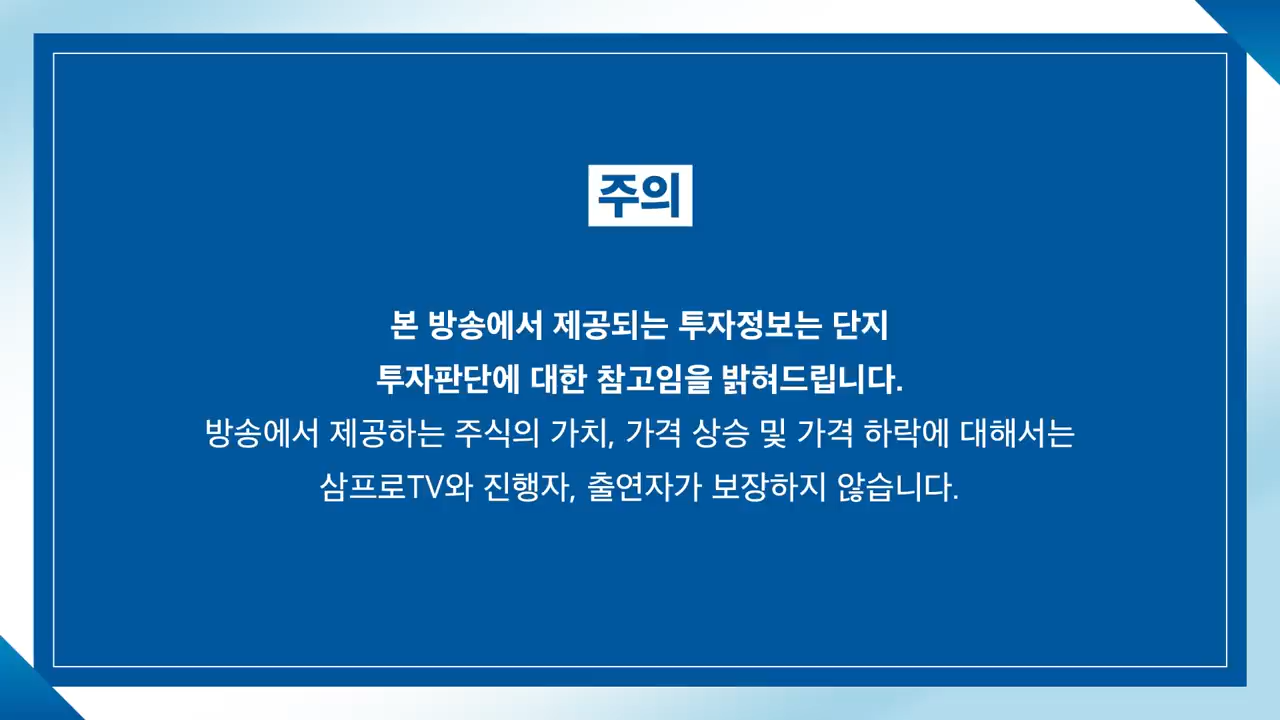 주의
본 방송에서 제공되는 투자정보는 단지
투자판단에 대한 참고임을 밝혀드립니다.
방송에서 제공하는 주식의 가치, 가격 상승 및 가격 하락에 대해서는
삼프로TV와 진행자, 출연자가 보장하지 않습니다.